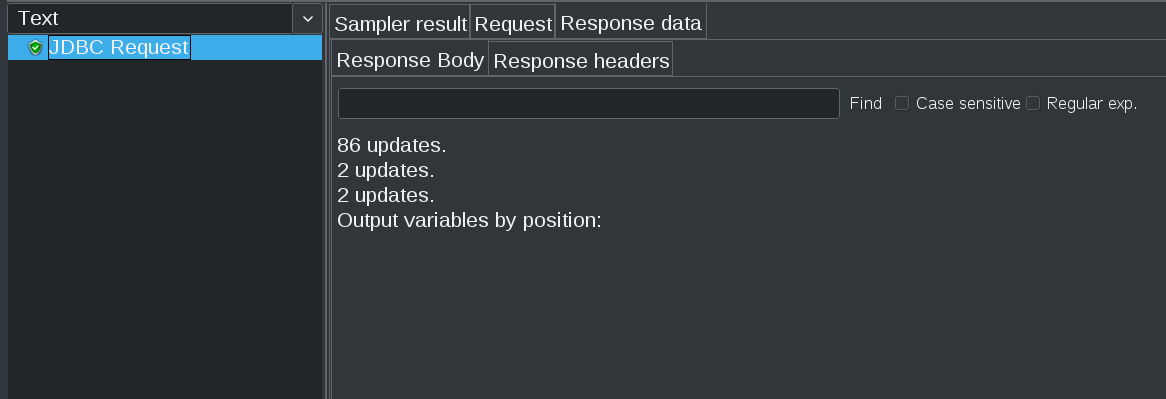 Text
JDBC Request
Sampler result Request Response data
Response Body Response headers
Find Case sensitive Regular exp.
86 updates.
2 updates.
2 updates.
Output variables by position: